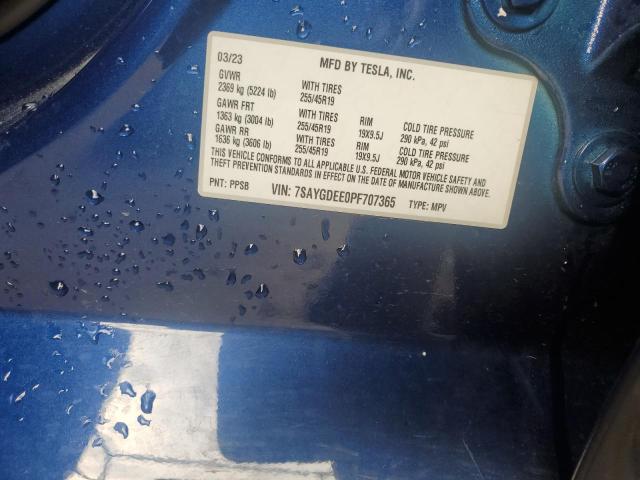 03/23 MFD BY TESLA, INC.
GVWR
2369 kg (5224 lb) WITH TIRES 255/45R19
GAWR FRT
1363 kg (3004 lb) WITH TIRES 255/45R19 RIM 19X9.5J COLD TIRE PRESSURE 290 kPa, 42 psi
GAWR RR
1636 kg (3606 lb) WITH TIRES 255/45R19 RIM 19X9.5J COLD TIRE PRESSURE 290 kPa, 42 psi
THIS VEHICLE CONFORMS TO ALL APPLICABLE U.S. FEDERAL MOTOR VEHICLE SAFETY AND
THEFT PREVENTION STANDARDS IN EFFECT ON THE DATE OF MANUFACTURE SHOWN ABOVE.
PNT: PPSB VIN: 7SAYGDEE0PF707365 TYPE: MPV